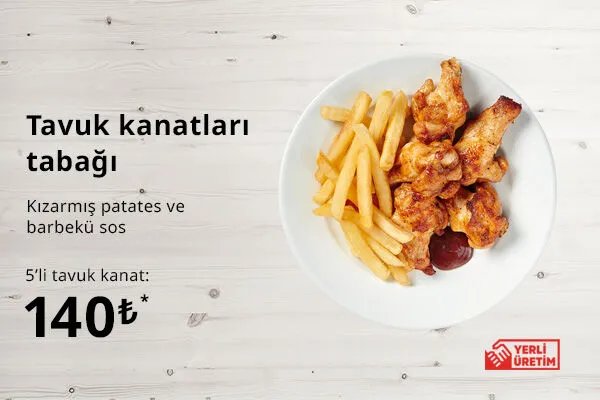 Tavuk kanatları
tabağı
Kızarmış patates ve
barbekü sos
5’li tavuk kanat:
140₺*
YERLİ
ÜRETİM